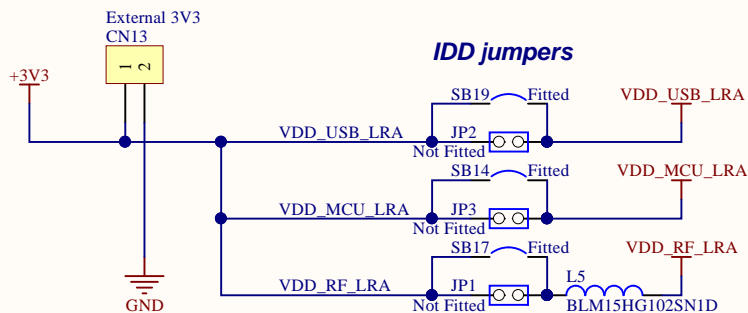 External 3V3
CN13
IDD jumpers
+3V3
1
2
SB19
Fitted
VDD_USB_LRA
VDD_USB_LRA
JP2
Not Fitted
SB14
Fitted
VDD_MCU_LRA
VDD_MCU_LRA
JP3
Not Fitted
SB17
Fitted
VDD_RF_LRA
L5
VDD_RF_LRA
JP1
GND
Not Fitted
BLM15HG102SN1D